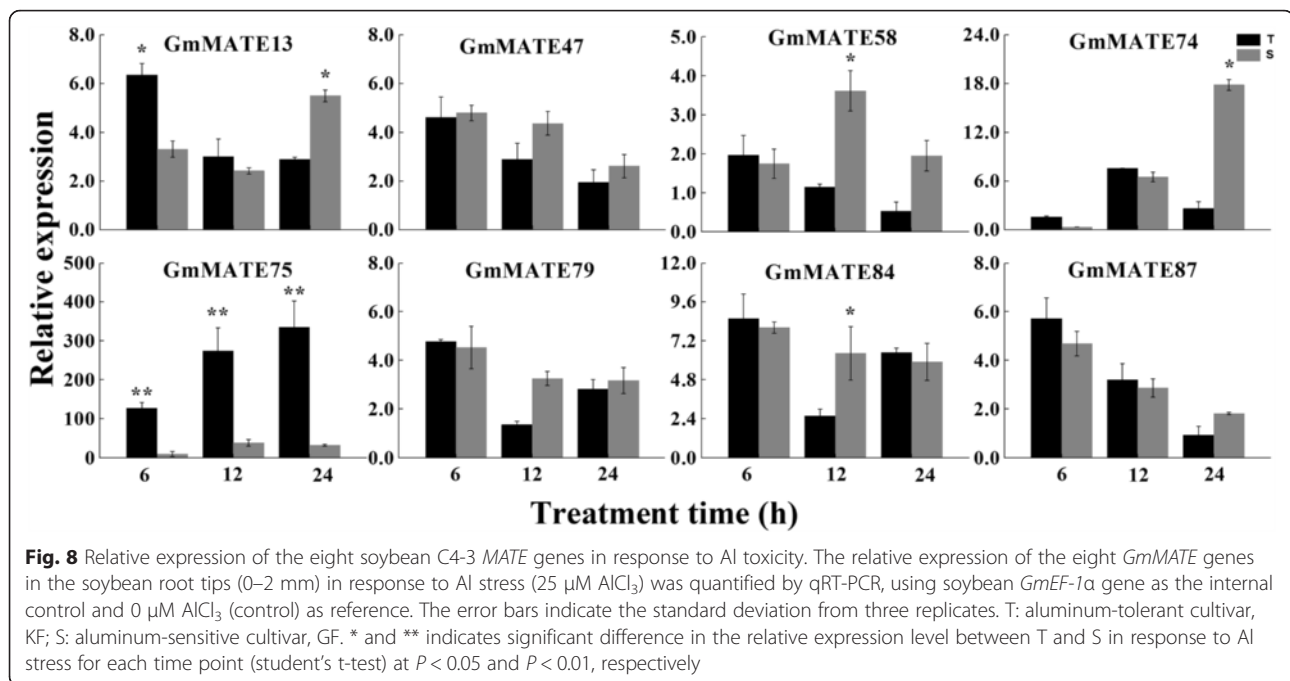 GmMATE13
GmMATE47
GmMATE58
GmMATE74
T
S
8.0
6.0
4.0
2.0
0.0
*
*
8.0
6.0
4.0
2.0
0.0
5.0
4.0
3.0
2.0
1.0
0.0
*
24.0
18.0
12.0
6.0
0.0
*
Relative expression
GmMATE75
GmMATE79
GmMATE84
GmMATE87
500
400
300
200
100
0
**
**
**
6 12 24
8.0
6.0
4.0
2.0
0.0
6 12 24
12.0
9.6
7.2
4.8
2.4
0.0
*
6 12 24
8.0
6.0
4.0
2.0
0.0
6 12 24
Treatment time (h)
Fig. 8 Relative expression of the eight soybean C4-3 MATE genes in response to Al toxicity. The relative expression of the eight GmMATE genes
in the soybean root tips (0–2 mm) in response to Al stress (25 μM AlCl₃) was quantified by qRT-PCR, using soybean GmEF-1α gene as the internal
control and 0 μM AlCl₃ (control) as reference. The error bars indicate the standard deviation from three replicates. T: aluminum-tolerant cultivar,
KF; S: aluminum-sensitive cultivar, GF. * and ** indicates significant difference in the relative expression level between T and S in response to Al
stress for each time point (student's t-test) at P < 0.05 and P < 0.01, respectively